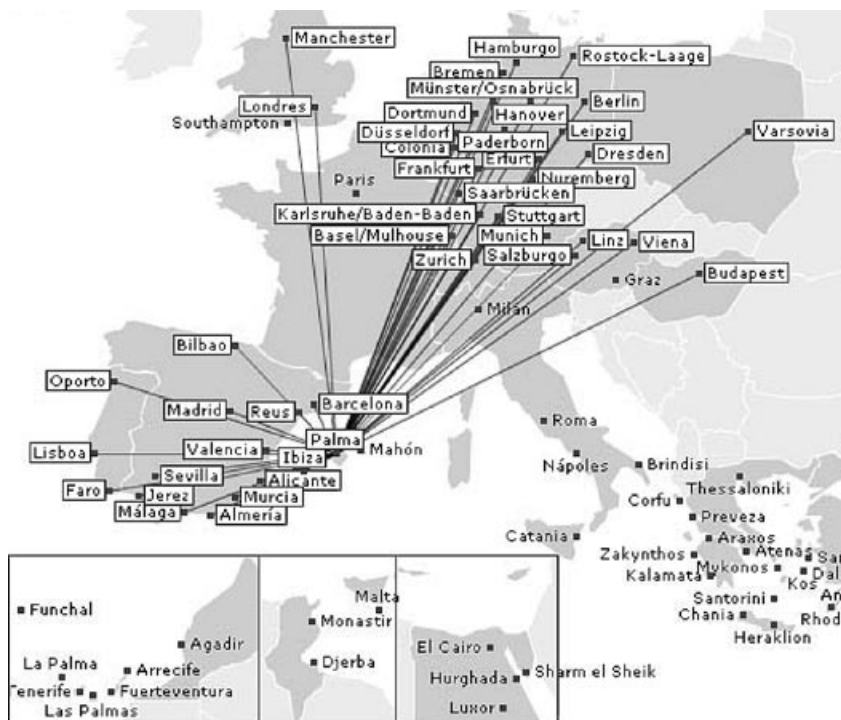 Manchester
Hamburgo
Rostock-Laage
Bremen
Münster/Osnabrück
Londres
Dortmund
Hanover
Berlin
Southampton
Düsseldorf
Paderborn
Leipzig
Varsovia
Colonia
Erfurt
Dresden
Frankfurt
Nuremberg
Paris
Saarbrücken
Karlsruhe/Baden-Baden
Stuttgart
Basel/Mulhouse
Munich
Linz
Viena
Zurich
Salzburgo
Budapest
Graz
Milán
Bilbao
Oporto
Madrid
Reus
Barcelona
Palma
Roma
Lisboa
Valencia
Ibiza
Mahón
Nápoles
Brindisi
Sevilla
Alicante
Thessaloniki
Faro
Jerez
Murcia
Corfu
Málaga
Almería
Preveza
Catania
Araxos
Zakynthos
Atenas
Sar
Kalamata
Mykonos
Kos
Dal
Santorini
An
Chania
Rhod
Heraklion
Funchal
Malta
Monastir
Agadir
El Cairo
La Palma
Arrecife
Djerba
Sharm el Sheik
Tenerife
Fuerteventura
Hurghada
Las Palmas
Luxor